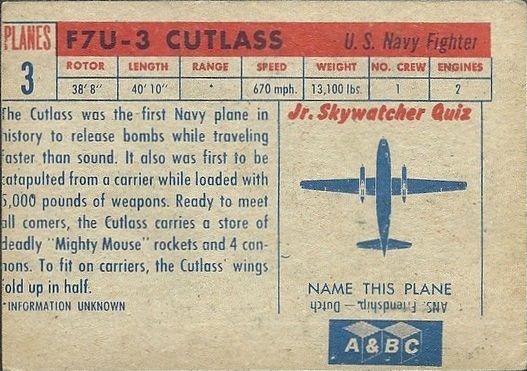 PLANES
3
F7U-3 CUTLASS
U. S. Navy Fighter
ROTOR LENGTH RANGE SPEED WEIGHT NO. CREW ENGINES
38' 8" 40' 10" * 670 mph. 13,100 lbs. 1 2
The Cutlass was the first Navy plane in
history to release bombs while traveling
faster than sound. It also was first to be
catapulted from a carrier while loaded with
5,000 pounds of weapons. Ready to meet
all comers, the Cutlass carries a store of
deadly "Mighty Mouse" rockets and 4 can-
nons. To fit on carriers, the Cutlass' wings
fold up in half.
*INFORMATION UNKNOWN
Jr. Skywatcher Quiz
NAME THIS PLANE
ANS. Friendship, — Dutch
A & BC